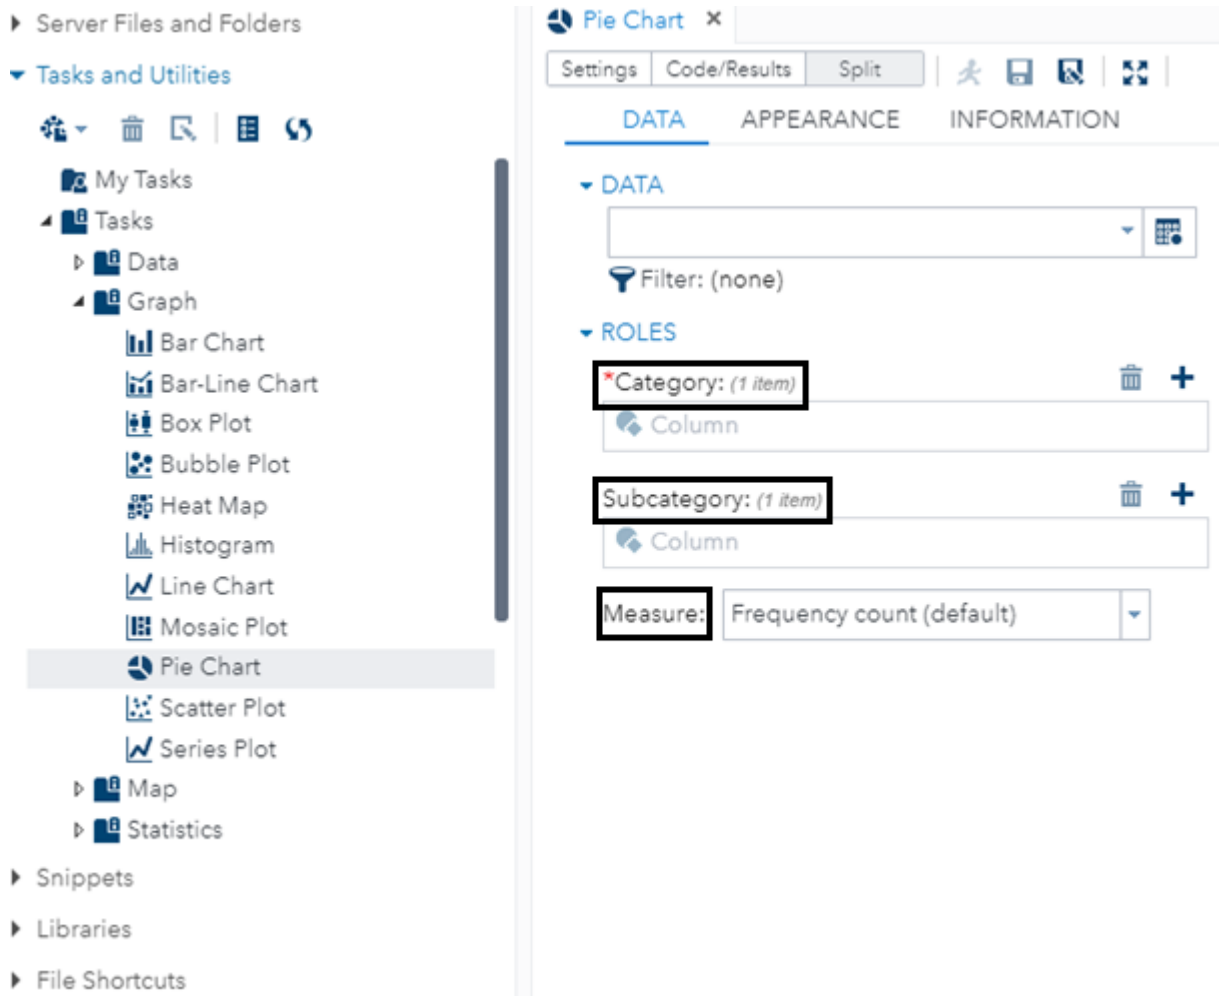 Server Files and Folders
Tasks and Utilities
My Tasks
Tasks
Data
Graph
Bar Chart
Bar-Line Chart
Box Plot
Bubble Plot
Heat Map
Histogram
Line Chart
Mosaic Plot
Pie Chart
Scatter Plot
Series Plot
Map
Statistics
Snippets
Libraries
File Shortcuts
Pie Chart
Settings Code/Results Split
DATA APPEARANCE INFORMATION
DATA
Filter: (none)
ROLES
*Category: (1 item)
Column
Subcategory: (1 item)
Column
Measure: Frequency count (default)